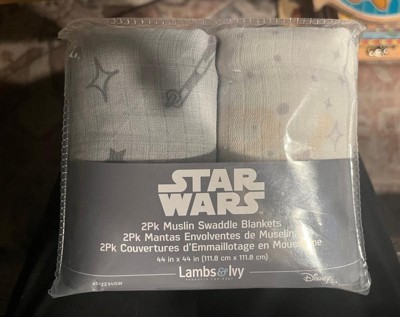 STAR
WARS
2Pk Muslin Swaddle Blankets
2Pk Mantas Envolventes de Muselina
2Pk Couvertures d'Emmaillotage en Mousseline
44 in x 44 in (111.8 cm x 111.8 cm)
Lambs&Ivy
Disney